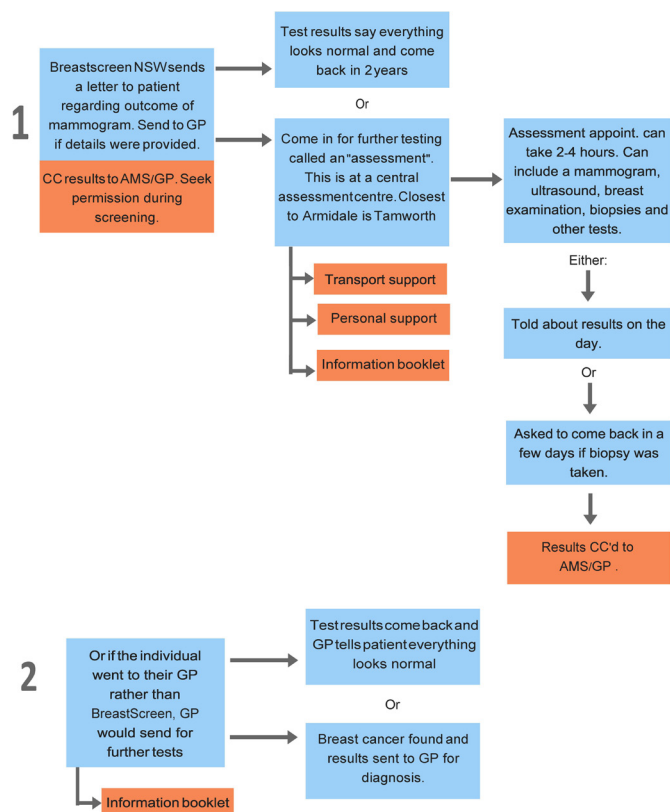 1
Breastscreen NSW sends
a letter to patient
regarding outcome of
mammogram. Send to GP
if details were provided.
CC results to AMS/GP. Seek
permission during
screening.
Test results say everything
looks normal and come
back in 2 years
Or
Come in for further testing
called an "assessment".
This is at a central
assessment centre. Closest
to Armidale is Tamworth
Transport support
Personal support
Information booklet
Assessment appoint. can
take 2-4 hours. Can
include a mammogram,
ultrasound, breast
examination, biopsies and
other tests.
Either:
Told about results on the
day.
Or
Asked to come back in a
few days if biopsy was
taken.
Results CC'd to
AMS/GP .
2
Or if the individual
went to their GP
rather than
BreastScreen, GP
would send for
further tests
Information booklet
Test results come back and
GP tells patient everything
looks normal
Or
Breast cancer found and
results sent to GP for
diagnosis.